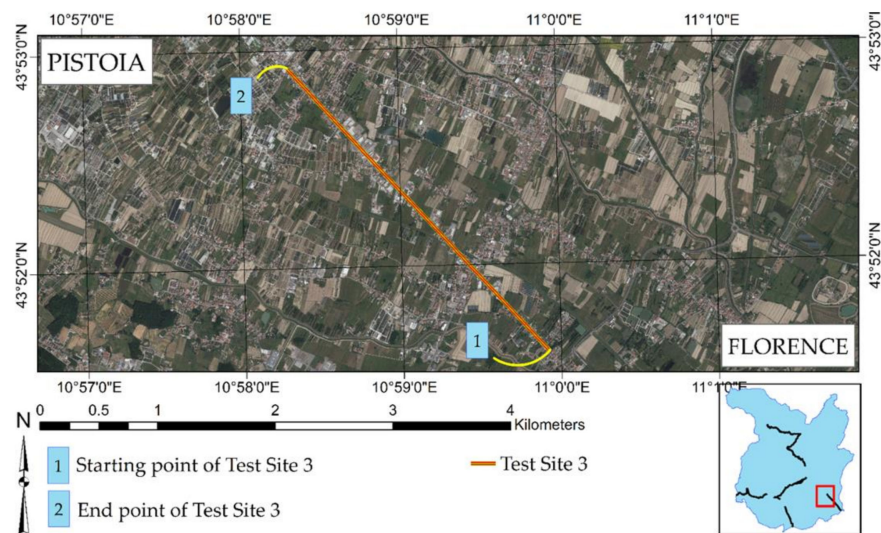 10°57'0"E 10°58'0"E 10°59'0"E 11°0'0"E 11°1'0"E
43°53'0"N
PISTOIA
43°53'0"
2
43°52'0"N
43°52'0"N
1
FLORENCE
10°57'0"E 10°58'0"E 10°59'0"E 11°0'0"E 11°1'0"E
0 0.5 1 2 3 4
Kilometers
N
1 Starting point of Test Site 3
Test Site 3
2 End point of Test Site 3